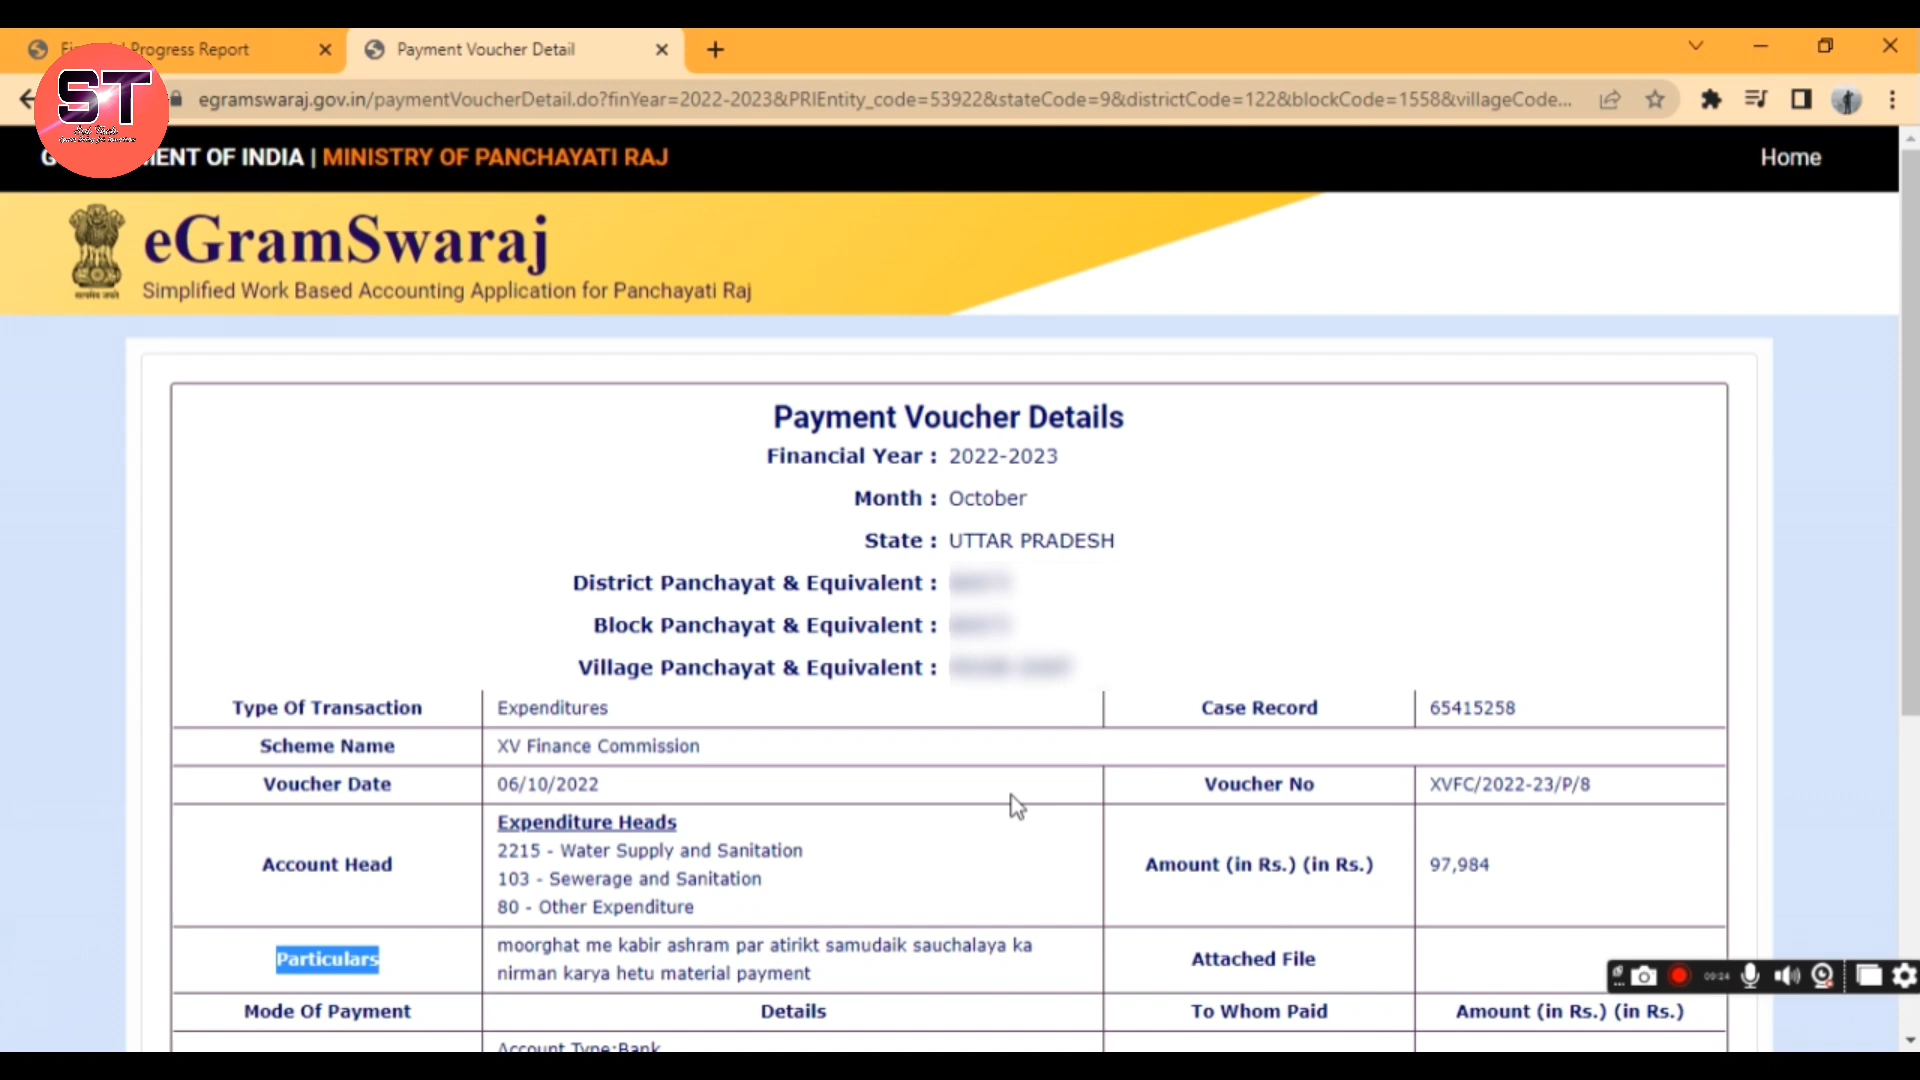 Progress Report
Payment Voucher Detail
ST
egramswaraj.gov.in/paymentVoucherDetail.do?finYear=2022-2023&PRIEntity_code=53922&stateCode=9&districtCode=122&blockCode=1558&villageCode...
MENT OF INDIA | MINISTRY OF PANCHAYATI RAJ
Home
eGramSwaraj
Simplified Work Based Accounting Application for Panchayati Raj
Payment Voucher Details
Financial Year : 2022-2023
Month : October
State : UTTAR PRADESH
District Panchayat & Equivalent :
Block Panchayat & Equivalent :
Village Panchayat & Equivalent :
Type Of Transaction Expenditures Case Record 65415258
Scheme Name XV Finance Commission
Voucher Date 06/10/2022 Voucher No XVFC/2022-23/P/8
Expenditure Heads
2215 - Water Supply and Sanitation
Account Head 103 - Sewerage and Sanitation Amount (in Rs.) (in Rs.) 97,984
80 - Other Expenditure
Particulars moorghat me kabir ashram par atirikt samudaik sauchalaya ka
nirman karya hetu material payment Attached File
09:24
Mode Of Payment Details To Whom Paid Amount (in Rs.) (in Rs.)
Account Type:Bank